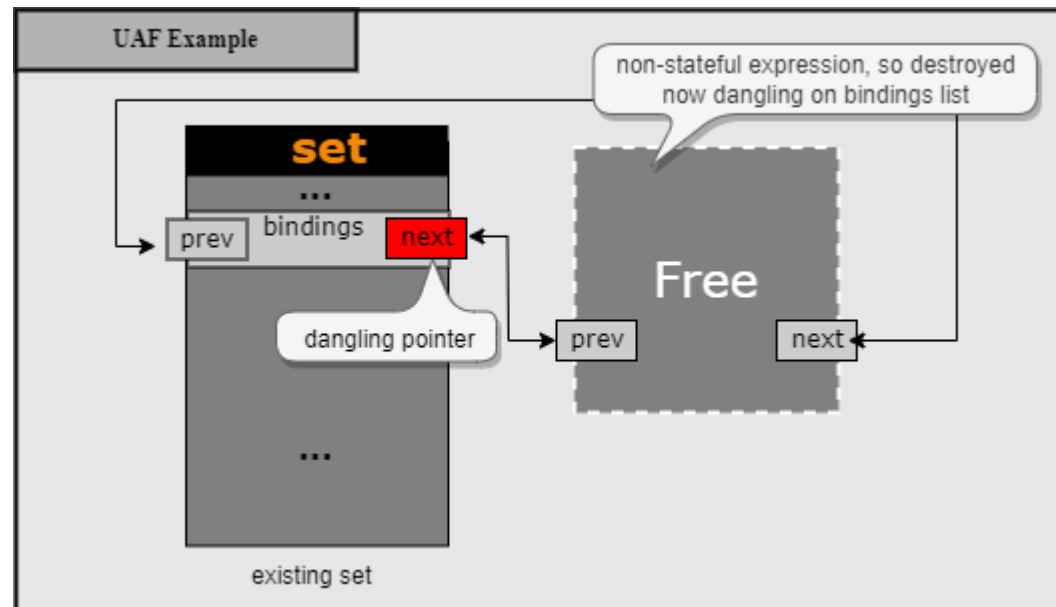 UAF Example
non-stateful expression, so destroyed
now dangling on bindings list
set
...
bindings
prev
next
dangling pointer
Free
prev
next
...
existing set